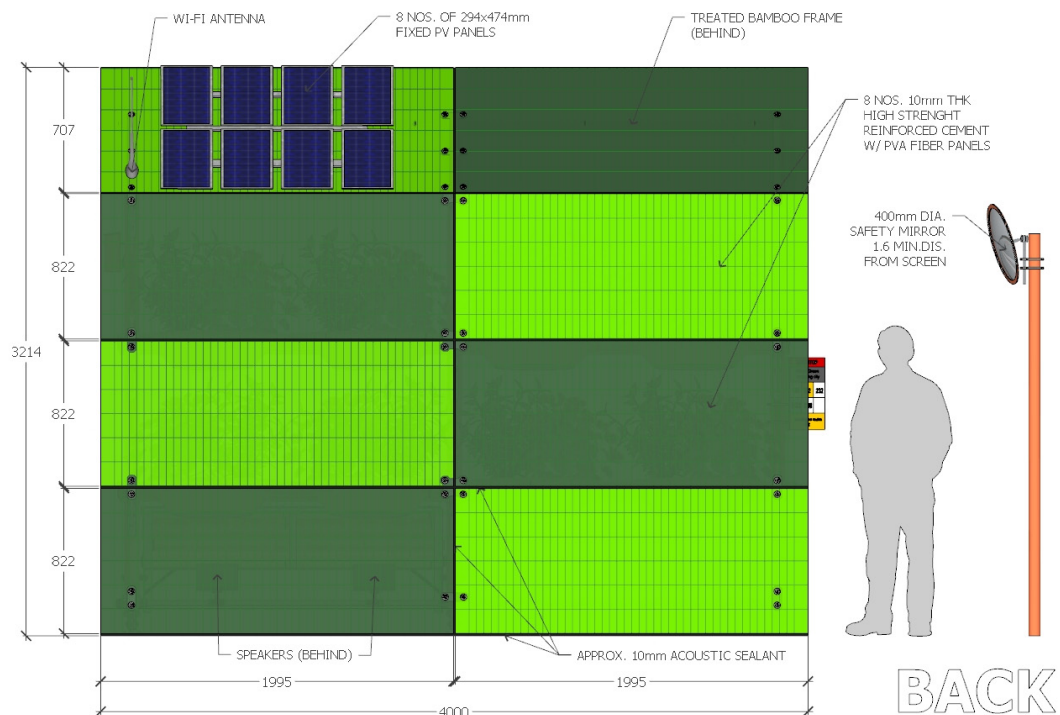 WI-FI ANTENNA
8 NOS. OF 294x474mm
FIXED PV PANELS
TREATED BAMBOO FRAME
(BEHIND)
8 NOS. 10mm THK
HIGH STRENGHT
REINFORCED CEMENT
W/ PVA FIBER PANELS
400mm DIA.
SAFETY MIRROR
1.6 MIN.DIS.
FROM SCREEN
707
822
3214
822
822
SPEAKERS (BEHIND)
APPROX. 10mm ACOUSTIC SEALANT
1995
1995
4000
BACK